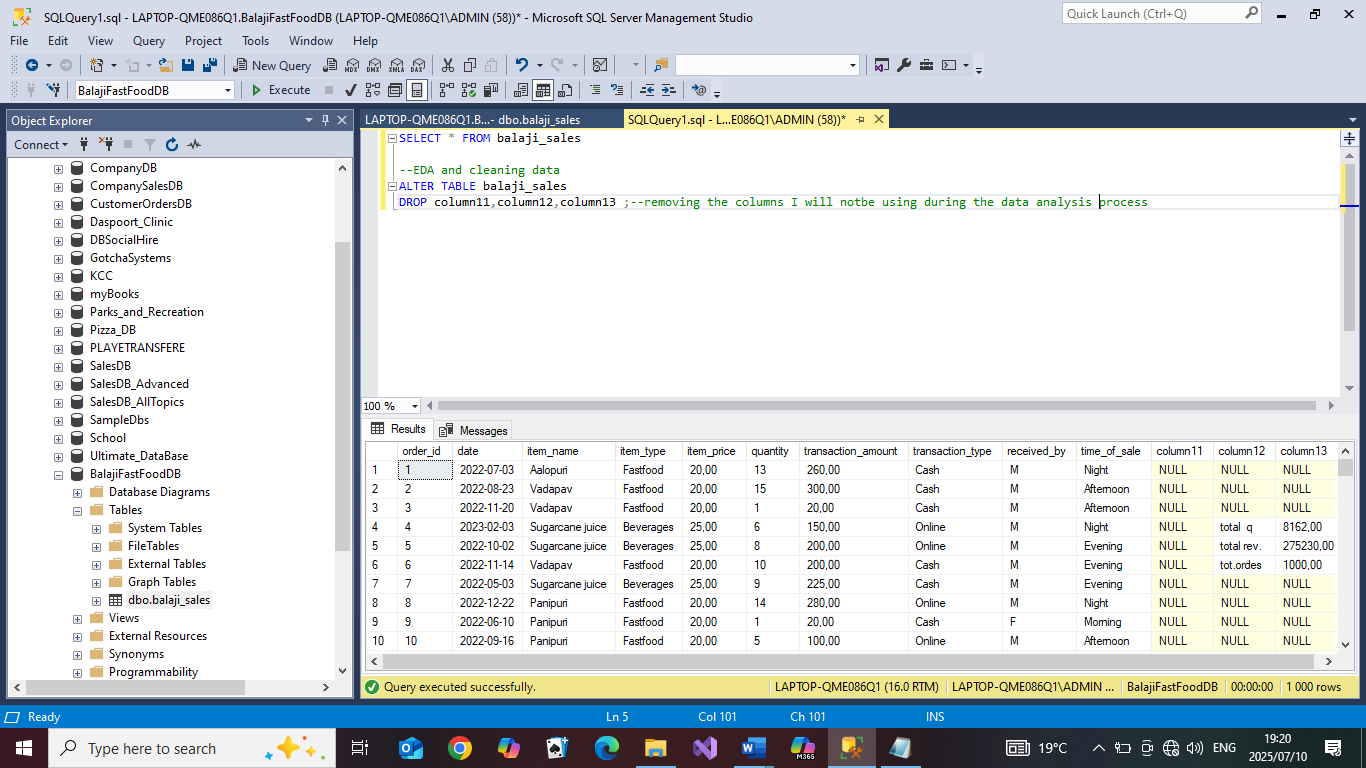 SQLQuery1.sql - LAPTOP-QME086Q1.BalajiFastFoodDB (LAPTOP-QME086Q1\ADMIN (58))* - Microsoft SQL Server Management Studio
Quick Launch (Ctrl+Q)
File Edit View Query Project Tools Window Help
New Query MDX DMX XMLA DAX
BalajiFastFoodDB Execute
Object Explorer
LAPTOP-QME086Q1.B...- dbo.balaji_sales
SQLQuery1.sql - L...E086Q1\ADMIN (58))*
Connect
CompanyDB
CompanySalesDB
CustomerOrdersDB
Daspoort_Clinic
DBSocialHire
GotchaSystems
KCC
myBooks
Parks_and_Recreation
Pizza_DB
PLAYETRANSFERE
SalesDB
SalesDB_Advanced
SalesDB_AllTopics
SampleDbs
School
Ultimate_DataBase
BalajiFastFoodDB
Database Diagrams
Tables
System Tables
FileTables
External Tables
Graph Tables
dbo.balaji_sales
Views
External Resources
Synonyms
Programmability
SELECT * FROM balaji_sales
--EDA and cleaning data
ALTER TABLE balaji_sales
DROP column11,column12,column13 ;--removing the columns I will notbe using during the data analysis process
100 %
Results Messages
order_id date item_name item_type item_price quantity transaction_amount transaction_type received_by time_of_sale column11 column12 column13
1 1 2022-07-03 Aalopuri Fastfood 20,00 13 260,00 Cash M Night NULL NULL NULL
2 2 2022-08-23 Vadapav Fastfood 20,00 15 300,00 Cash M Afternoon NULL NULL NULL
3 3 2022-11-20 Vadapav Fastfood 20,00 1 20,00 Cash M Afternoon NULL NULL NULL
4 4 2023-02-03 Sugarcane juice Beverages 25,00 6 150,00 Online M Night NULL total q 8162,00
5 5 2022-10-02 Sugarcane juice Beverages 25,00 8 200,00 Online M Evening NULL total rev. 275230,00
6 6 2022-11-14 Vadapav Fastfood 20,00 10 200,00 Cash M Evening NULL tot.ordes 1000,00
7 7 2022-05-03 Sugarcane juice Beverages 25,00 9 225,00 Cash M Evening NULL NULL NULL
8 8 2022-12-22 Panipuri Fastfood 20,00 14 280,00 Online M Night NULL NULL NULL
9 9 2022-06-10 Panipuri Fastfood 20,00 1 20,00 Cash F Morning NULL NULL NULL
10 10 2022-09-16 Panipuri Fastfood 20,00 5 100,00 Online M Afternoon NULL NULL NULL
Query executed successfully. LAPTOP-QME086Q1 (16.0 RTM) LAPTOP-QME086Q1\ADMIN ... BalajiFastFoodDB 00:00:00 1 000 rows
Ready Ln 5 Col 101 Ch 101 INS
Type here to search M365 19°C ENG 19:20
2025/07/10